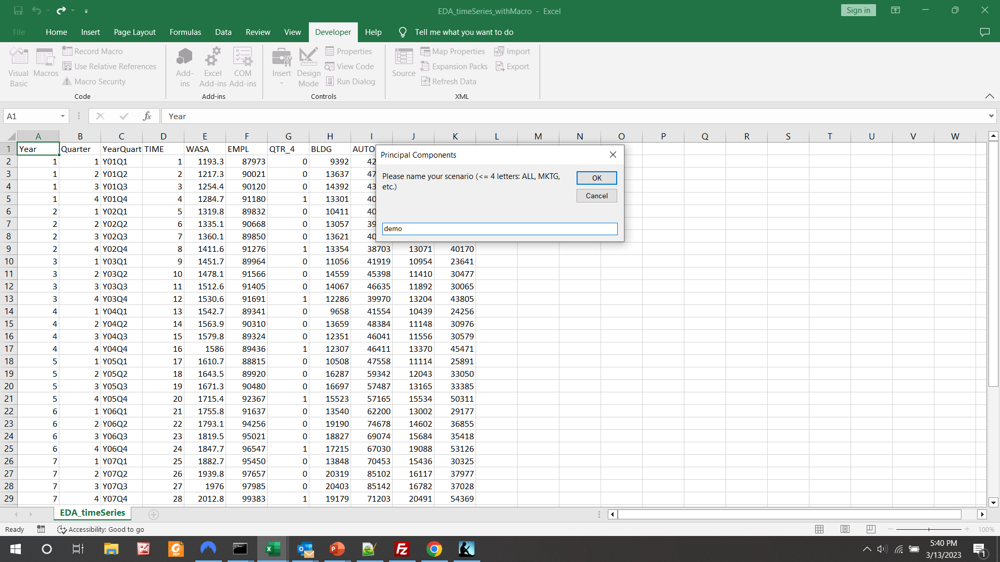 EDA_timeSeries_withMacro - Excel
Sign in
File Home Insert Page Layout Formulas Data Review View Developer Help Tell me what you want to do
Visual Basic
Macros
Record Macro
Use Relative References
Macro Security
Code
Add-ins
Excel Add-ins
COM Add-ins
Add-ins
Insert
Design Mode
Properties
View Code
Run Dialog
Controls
Source
Map Properties
Expansion Packs
Refresh Data
Import
Export
XML
A1 fx Year
A B C D E F G H I J K L M N O P Q R S T U V W
1 Year Quarter YearQuart TIME WASA EMPL QTR_4 BLDG AUTO
2 1 1 Y01Q1 1 1193.3 87973 0 9392 42
3 1 2 Y01Q2 2 1217.3 90021 0 13637 47
4 1 3 Y01Q3 3 1254.4 90120 0 14392 43
5 1 4 Y01Q4 4 1284.7 91180 1 13301 40
6 2 1 Y02Q1 5 1319.8 89832 0 10411 40
7 2 2 Y02Q2 6 1335.1 90668 0 13057 39
8 2 3 Y02Q3 7 1360.1 89850 0 13621 40
9 2 4 Y02Q4 8 1411.6 91276 1 13354 38703 13071 40170
10 3 1 Y03Q1 9 1451.7 89964 0 11056 41919 10954 23641
11 3 2 Y03Q2 10 1478.1 91566 0 14559 45398 11410 30477
12 3 3 Y03Q3 11 1512.6 91405 0 14067 46635 11892 30065
13 3 4 Y03Q4 12 1530.6 91691 1 12286 39970 13204 43805
14 4 1 Y04Q1 13 1542.7 89341 0 9658 41554 10439 24256
15 4 2 Y04Q2 14 1563.9 90310 0 13659 48384 11148 30976
16 4 3 Y04Q3 15 1579.8 89324 0 12351 46041 11556 30579
17 4 4 Y04Q4 16 1586 89436 1 12307 46411 13370 45471
18 5 1 Y05Q1 17 1610.7 88815 0 10508 47558 11114 25891
19 5 2 Y05Q2 18 1643.5 89920 0 16287 59342 12043 33050
20 5 3 Y05Q3 19 1671.3 90480 0 16697 57487 13165 33385
21 5 4 Y05Q4 20 1715.4 92367 1 15523 57165 15534 50311
22 6 1 Y06Q1 21 1755.8 91637 0 13540 62200 13002 29177
23 6 2 Y06Q2 22 1793.1 94256 0 19190 74678 14602 36855
24 6 3 Y06Q3 23 1819.5 95021 0 18827 69074 15684 35418
25 6 4 Y06Q4 24 1847.7 96547 1 17215 67030 19088 53126
26 7 1 Y07Q1 25 1882.7 95450 0 13848 70453 15436 30325
27 7 2 Y07Q2 26 1939.8 97657 0 20319 85102 16117 37977
28 7 3 Y07Q3 27 1976 97985 0 20403 85142 16782 37028
29 7 4 Y07Q4 28 2012.8 99383 1 19179 71203 20491 54369
Principal Components
Please name your scenario (<= 4 letters: ALL, MKTG,
etc.)
OK
Cancel
demo
EDA_timeSeries
Ready Accessibility: Good to go 100%
5:40 PM
3/13/2023
1